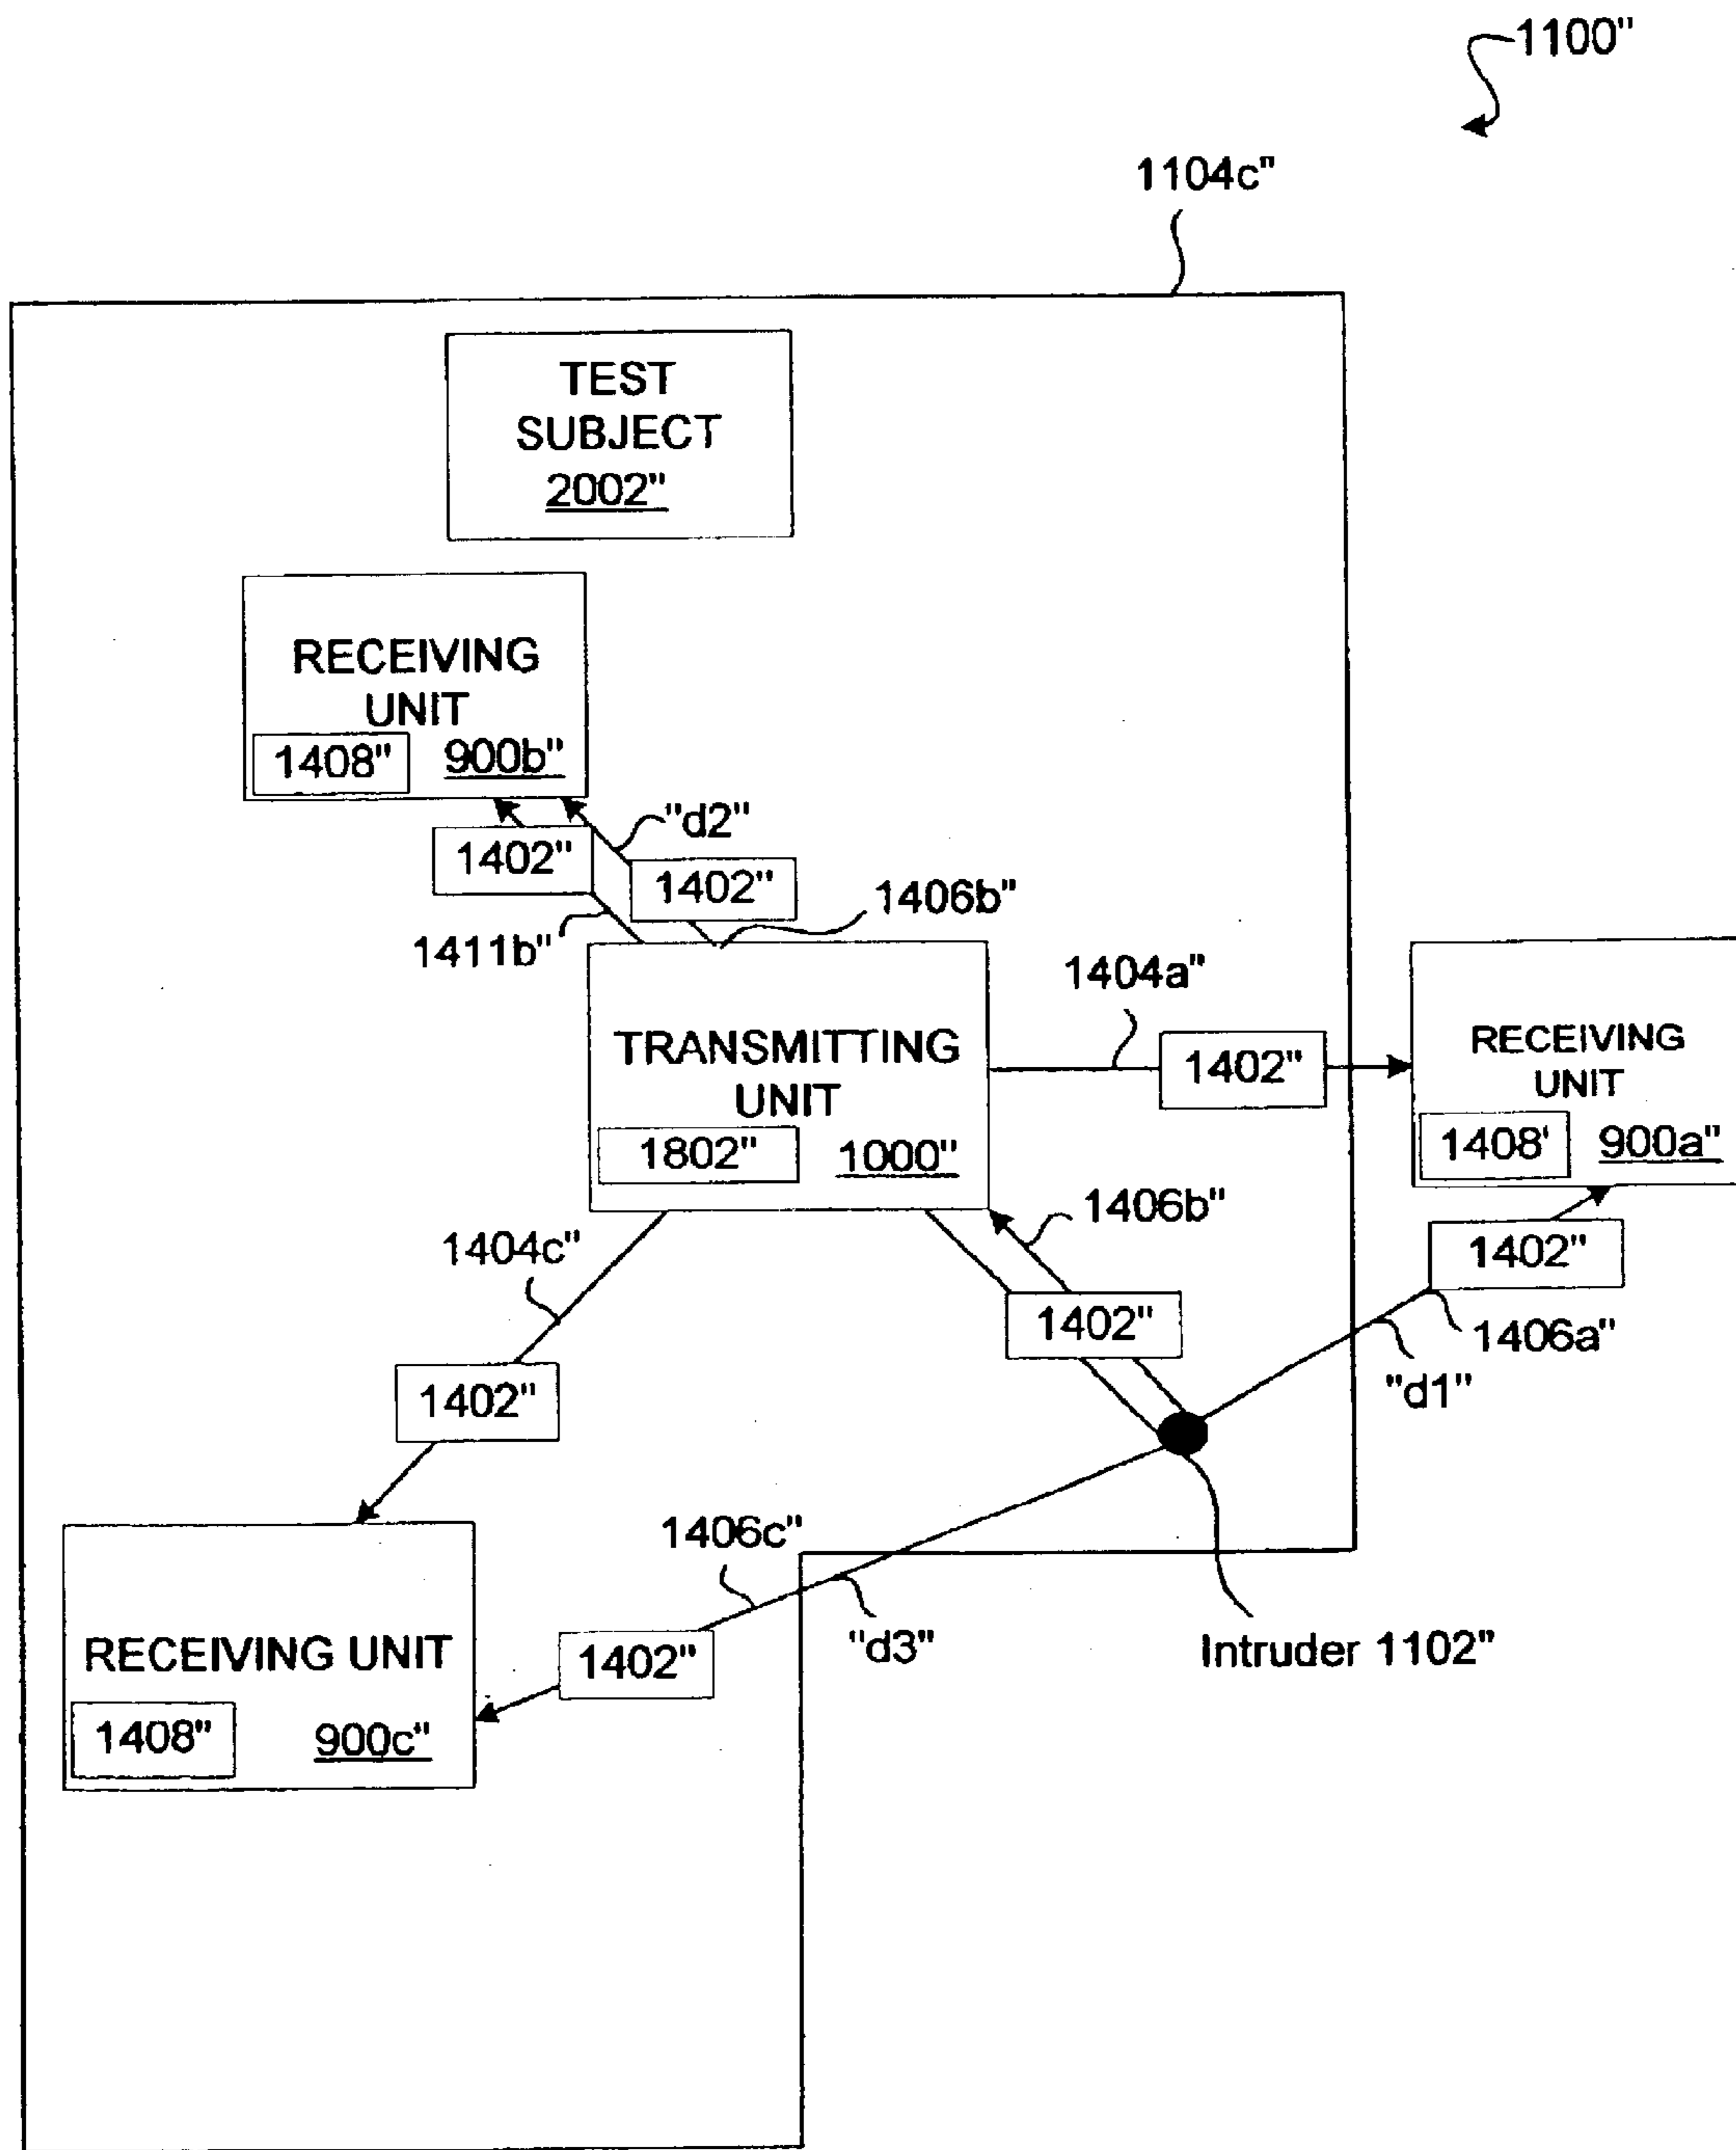 1100"
1104c"
TEST
SUBJECT
2002"
RECEIVING
UNIT
1408" 900b"
"d2"
1402"
1402"
1406b"
1411b"
1404a"
TRANSMITTING
UNIT
1802" 1000"
1402"
RECEIVING
UNIT
1408' 900a"
1404c"
1406b"
1402"
1402"
1406a"
"d1"
1402"
1406c"
"d3"
Intruder 1102"
1402"
RECEIVING UNIT
1408" 900c"